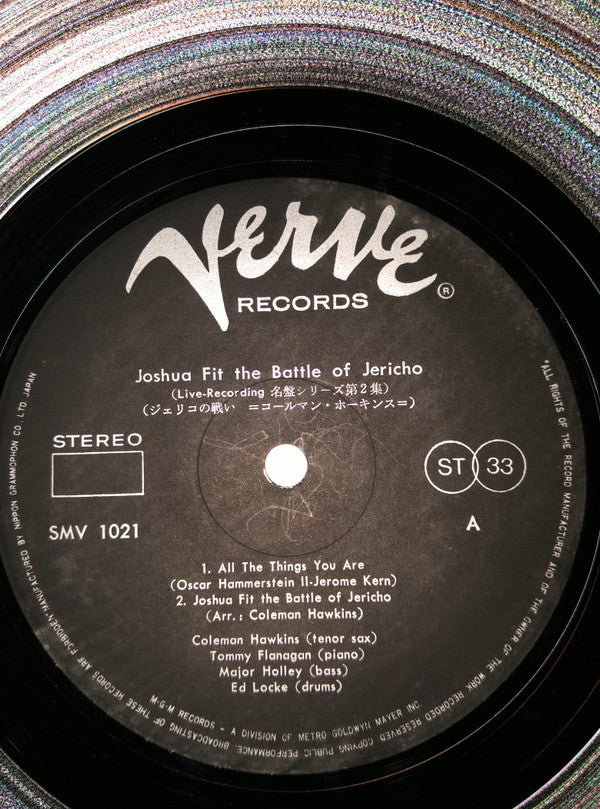 Verve
RECORDS ®
Joshua Fit the Battle of Jericho
(Live-Recording 名盤シリーズ第2集)
(ジェリコの戦い =コールマン・ホーキンス=)
STEREO
ST 33
SMV 1021
A
1. All The Things You Are
(Oscar Hammerstein II-Jerome Kern)
2. Joshua Fit the Battle of Jericho
(Arr.: Coleman Hawkins)
Coleman Hawkins (tenor sax)
Tommy Flanagan (piano)
Major Holley (bass)
Ed Locke (drums)
M·G·M RECORDS – A DIVISION OF METRO GOLDWYN MAYER INC.
"ALL RIGHTS OF THE RECORD MANUFACTURER AND OF THE OWNER OF THE WORK RECORDED RESERVED COPYING PUBLIC PERFORMANCE, BROADCASTING OF THESE RECORDS ARE FORBIDDEN" MANUFACTURED BY NIPPON GRAMMOPHON CO., LTD. JAPAN